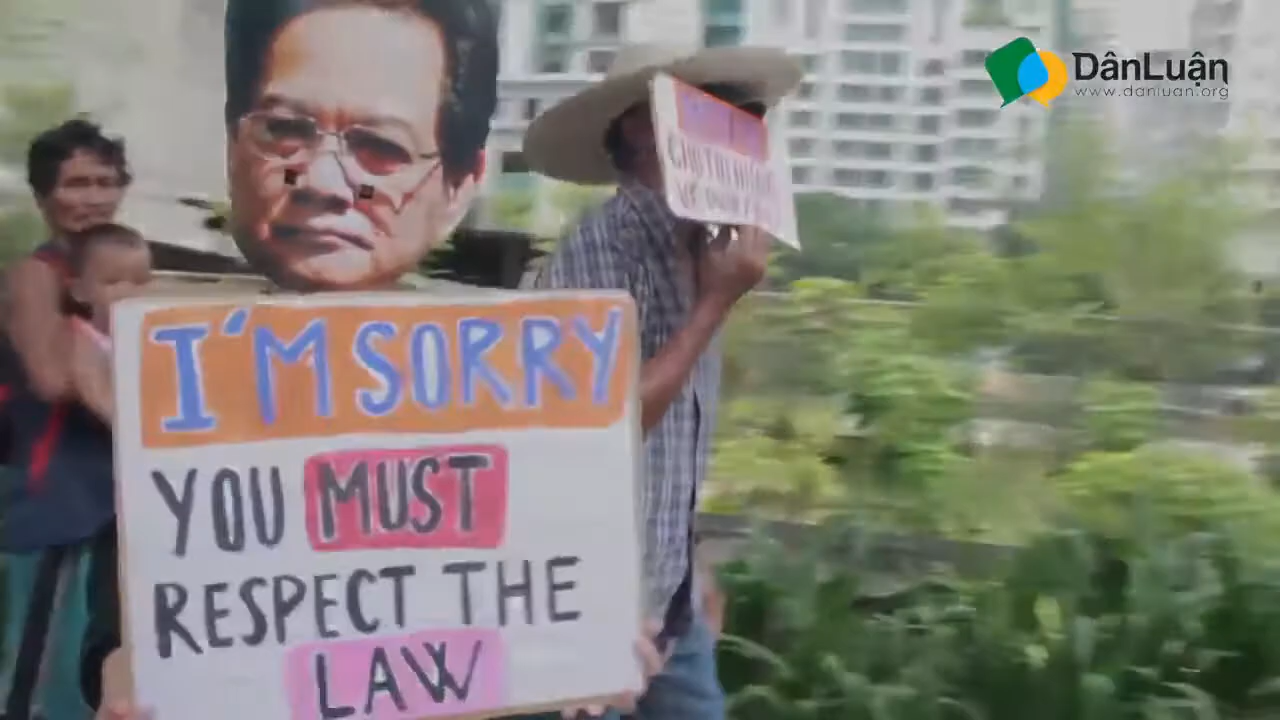 DânLuận
www.danluan.org
I'M SORRY
YOU MUST
RESPECT THE
LAW